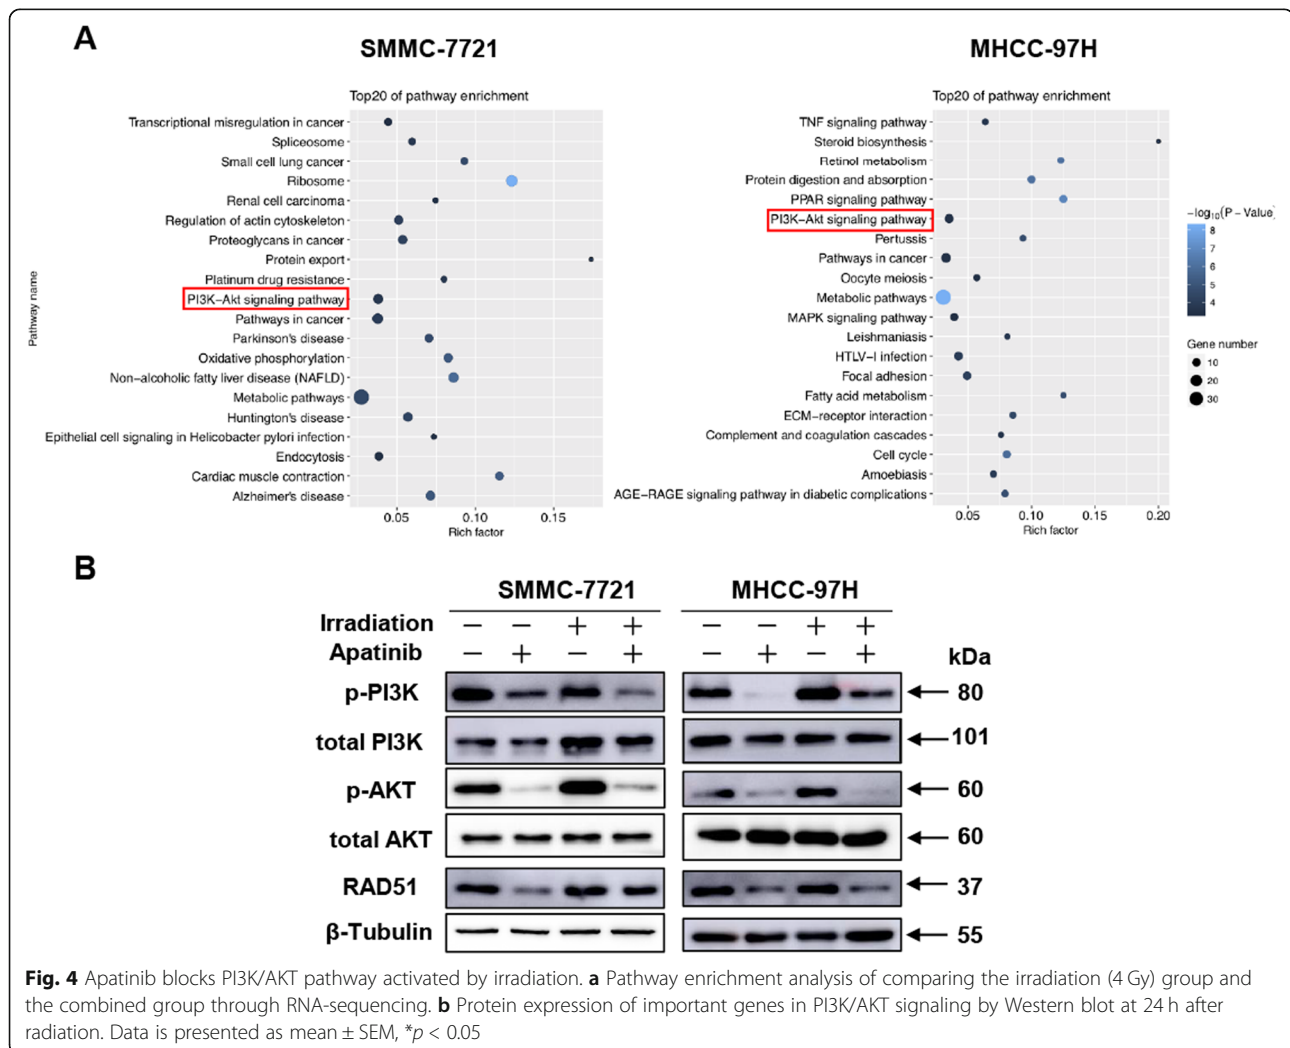 A
SMMC-7721
MHCC-97H
Top20 of pathway enrichment
Pathway name
Transcriptional misregulation in cancer
Spliceosome
Small cell lung cancer
Ribosome
Renal cell carcinoma
Regulation of actin cytoskeleton
Proteoglycans in cancer
Protein export
Platinum drug resistance
PI3K-Akt signaling pathway
Pathways in cancer
Parkinson's disease
Oxidative phosphorylation
Non-alcoholic fatty liver disease (NAFLD)
Metabolic pathways
Huntington's disease
Epithelial cell signaling in Helicobacter pylori infection
Endocytosis
Cardiac muscle contraction
Alzheimer's disease
0.05 0.10 0.15
Rich factor
Top20 of pathway enrichment
TNF signaling pathway
Steroid biosynthesis
Retinol metabolism
Protein digestion and absorption
PPAR signaling pathway
PI3K-Akt signaling pathway
Pertussis
Pathways in cancer
Oocyte meiosis
Metabolic pathways
MAPK signaling pathway
Leishmaniasis
HTLV-I infection
Focal adhesion
Fatty acid metabolism
ECM-receptor interaction
Complement and coagulation cascades
Cell cycle
Amoebiasis
AGE-RAGE signaling pathway in diabetic complications
0.05 0.10 0.15 0.20
Rich factor
-log10(P-Value)
8
7
6
5
4
Gene number
10
20
30
B
SMMC-7721 MHCC-97H
Irradiation − − + + − − + +
Apatinib − + − + − + − + kDa
p-PI3K 80
total PI3K 101
p-AKT 60
total AKT 60
RAD51 37
β-Tubulin 55
Fig. 4 Apatinib blocks PI3K/AKT pathway activated by irradiation. a Pathway enrichment analysis of comparing the irradiation (4 Gy) group and
the combined group through RNA-sequencing. b Protein expression of important genes in PI3K/AKT signaling by Western blot at 24 h after
radiation. Data is presented as mean ± SEM, *p < 0.05